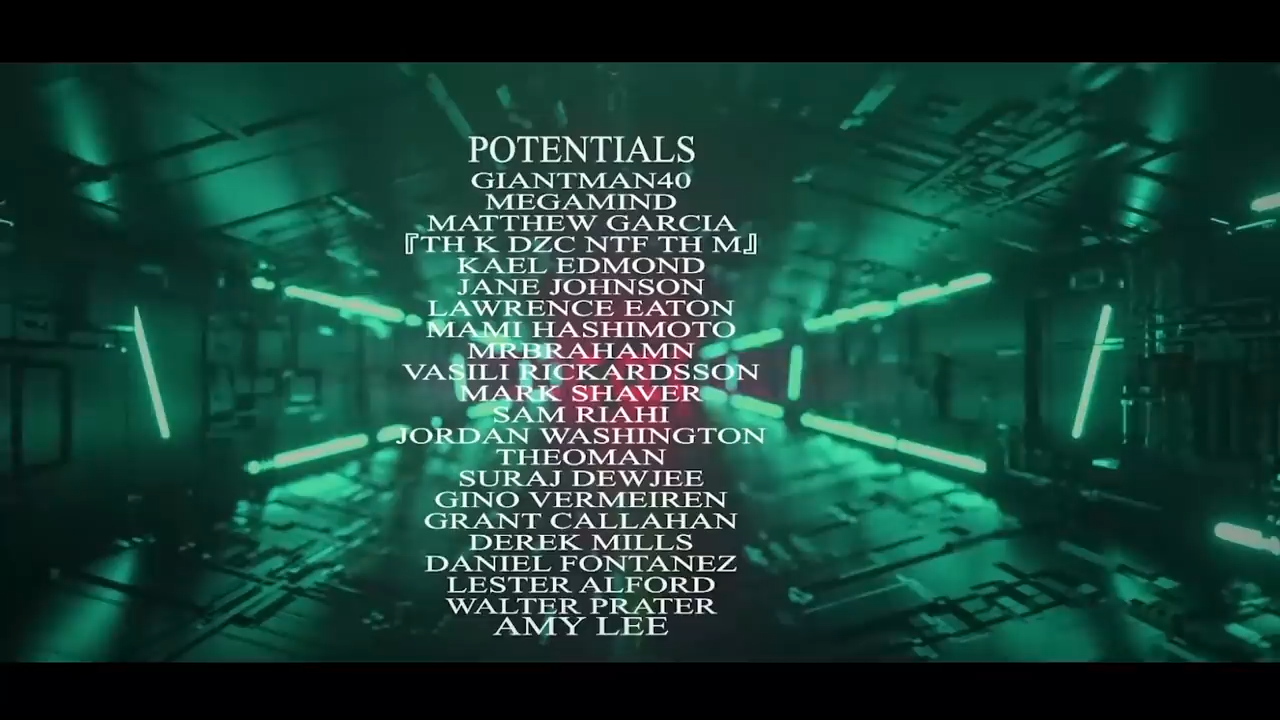 POTENTIALS
GIANTMAN40
MEGAMIND
MATTHEW GARCIA
『TH K DZC NTF TH M』
KAEL EDMOND
JANE JOHNSON
LAWRENCE EATON
MAMI HASHIMOTO
MRBRAHAMN
VASILI RICKARDSSON
MARK SHAVER
SAM RIAHI
JORDAN WASHINGTON
THEOMAN
SURAJ DEWJEE
GINO VERMEIREN
GRANT CALLAHAN
DEREK MILLS
DANIEL FONTANEZ
LESTER ALFORD
WALTER PRATER
AMY LEE